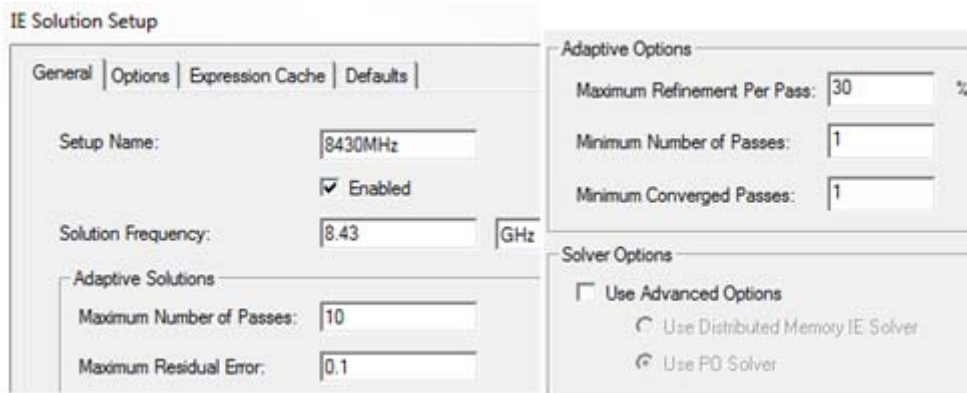 IE Solution Setup
General Options Expression Cache Defaults
Setup Name: 8430MHz
Enabled
Solution Frequency: 8.43 GHz
Adaptive Solutions
Maximum Number of Passes: 10
Maximum Residual Error: 0.1
Adaptive Options
Maximum Refinement Per Pass: 30 %
Minimum Number of Passes: 1
Minimum Converged Passes: 1
Solver Options
Use Advanced Options
Use Distributed Memory IE Solver
Use PO Solver